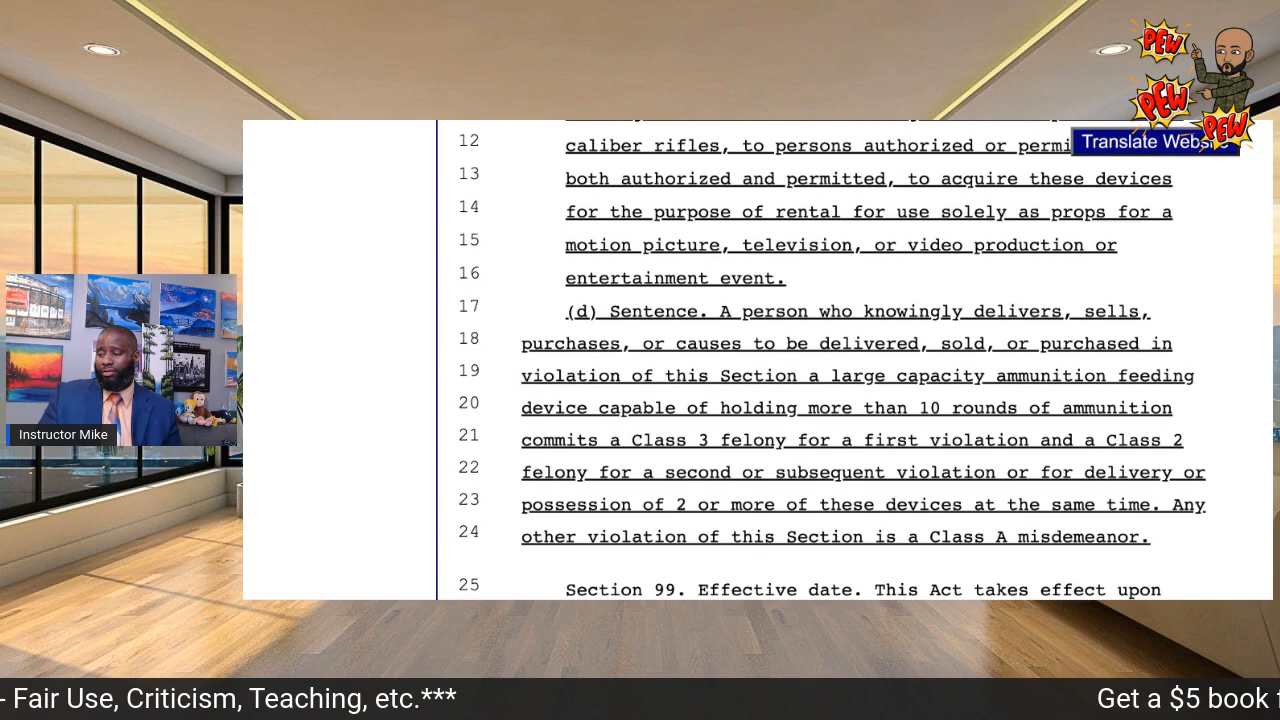 PEW
PEW
PEW
Translate Website
12 caliber rifles, to persons authorized or permi
13 both authorized and permitted, to acquire these devices
14 for the purpose of rental for use solely as props for a
15 motion picture, television, or video production or
16 entertainment event.
17 (d) Sentence. A person who knowingly delivers, sells,
18 purchases, or causes to be delivered, sold, or purchased in
19 violation of this Section a large capacity ammunition feeding
20 device capable of holding more than 10 rounds of ammunition
21 commits a Class 3 felony for a first violation and a Class 2
22 felony for a second or subsequent violation or for delivery or
23 possession of 2 or more of these devices at the same time. Any
24 other violation of this Section is a Class A misdemeanor.
25 Section 99. Effective date. This Act takes effect upon
Instructor Mike
- Fair Use, Criticism, Teaching, etc.*** Get a $5 book